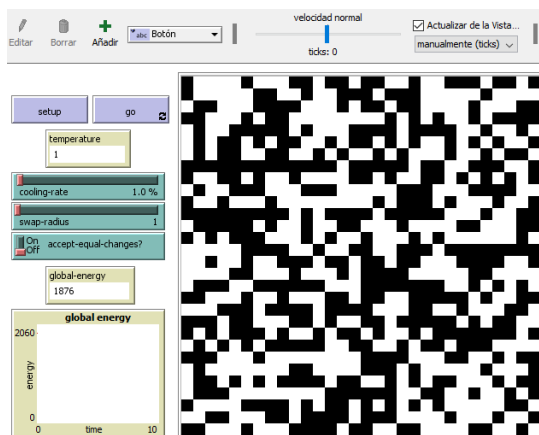 velocidad normal
Editar Borrar Añadir abc Botón
Actualizar de la Vista...
manualmente (ticks)
ticks: 0
setup go
temperature
1
cooling-rate 1.0 %
swap-radius 1
On
Off accept-equal-changes?
global-energy
1876
global energy
2060
energy
0
0 time 10